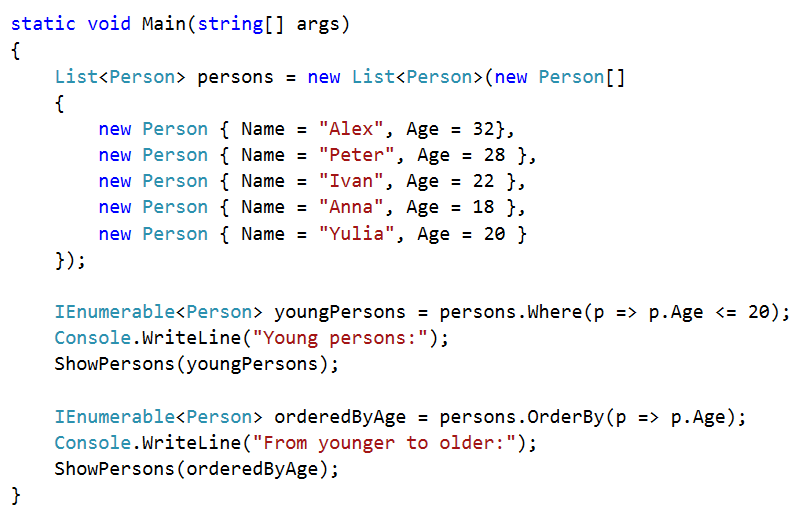 static void Main(string[] args)
{
    List<Person> persons = new List<Person>(new Person[]
    {
        new Person { Name = "Alex", Age = 32},
        new Person { Name = "Peter", Age = 28 },
        new Person { Name = "Ivan", Age = 22 },
        new Person { Name = "Anna", Age = 18 },
        new Person { Name = "Yulia", Age = 20 }
    });

    IEnumerable<Person> youngPersons = persons.Where(p => p.Age <= 20);
    Console.WriteLine("Young persons:");
    ShowPersons(youngPersons);

    IEnumerable<Person> orderedByAge = persons.OrderBy(p => p.Age);
    Console.WriteLine("From younger to older:");
    ShowPersons(orderedByAge);
}